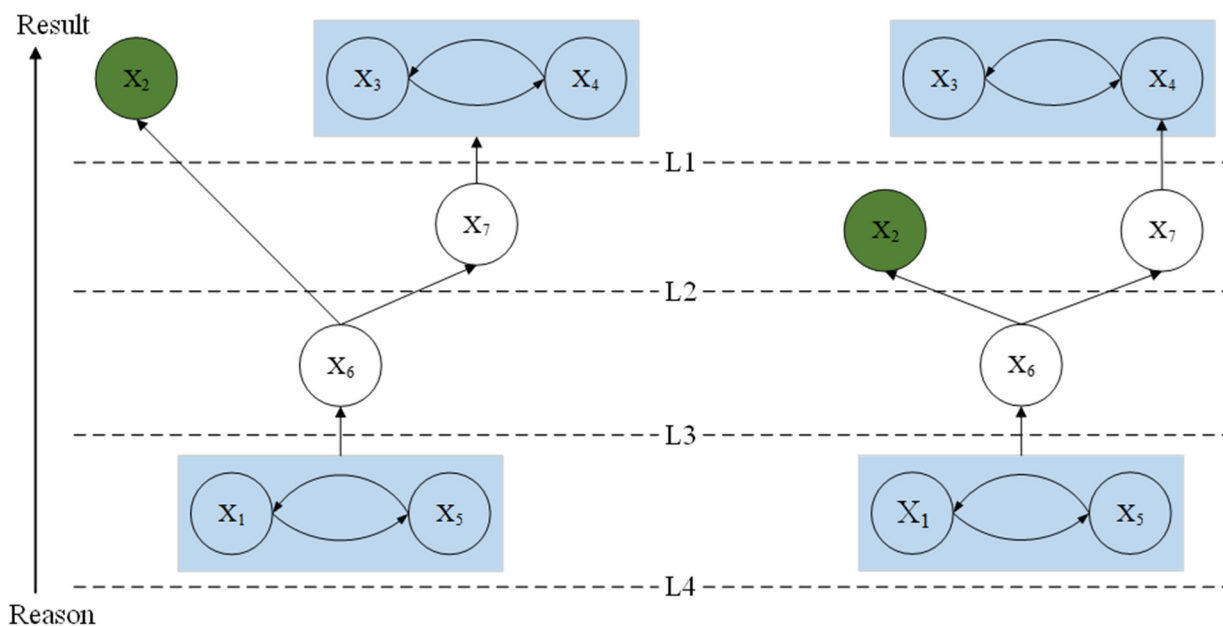 Result
X₂
X₃
X₄
X₃
X₄
L1
X₇
X₂
X₇
L2
X₆
X₆
L3
X₁
X₅
X₁
X₅
L4
Reason